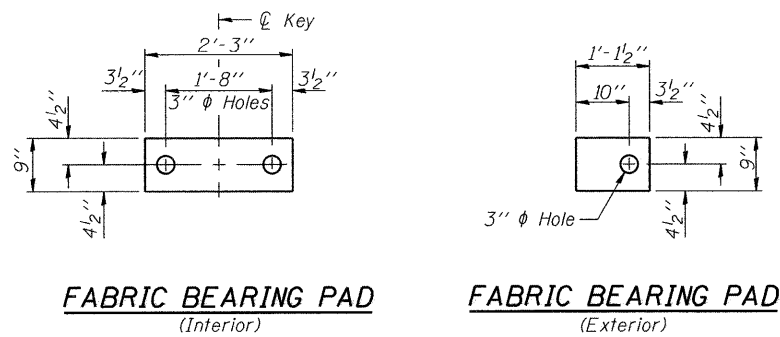 ℄ Key
2'-3"
3½"
1'-8"
3½"
3" ϕ Holes
4½"
9"
4½"
FABRIC BEARING PAD
(Interior)
1'-1½"
10"
3½"
4½"
9"
4½"
3" ϕ Hole
FABRIC BEARING PAD
(Exterior)